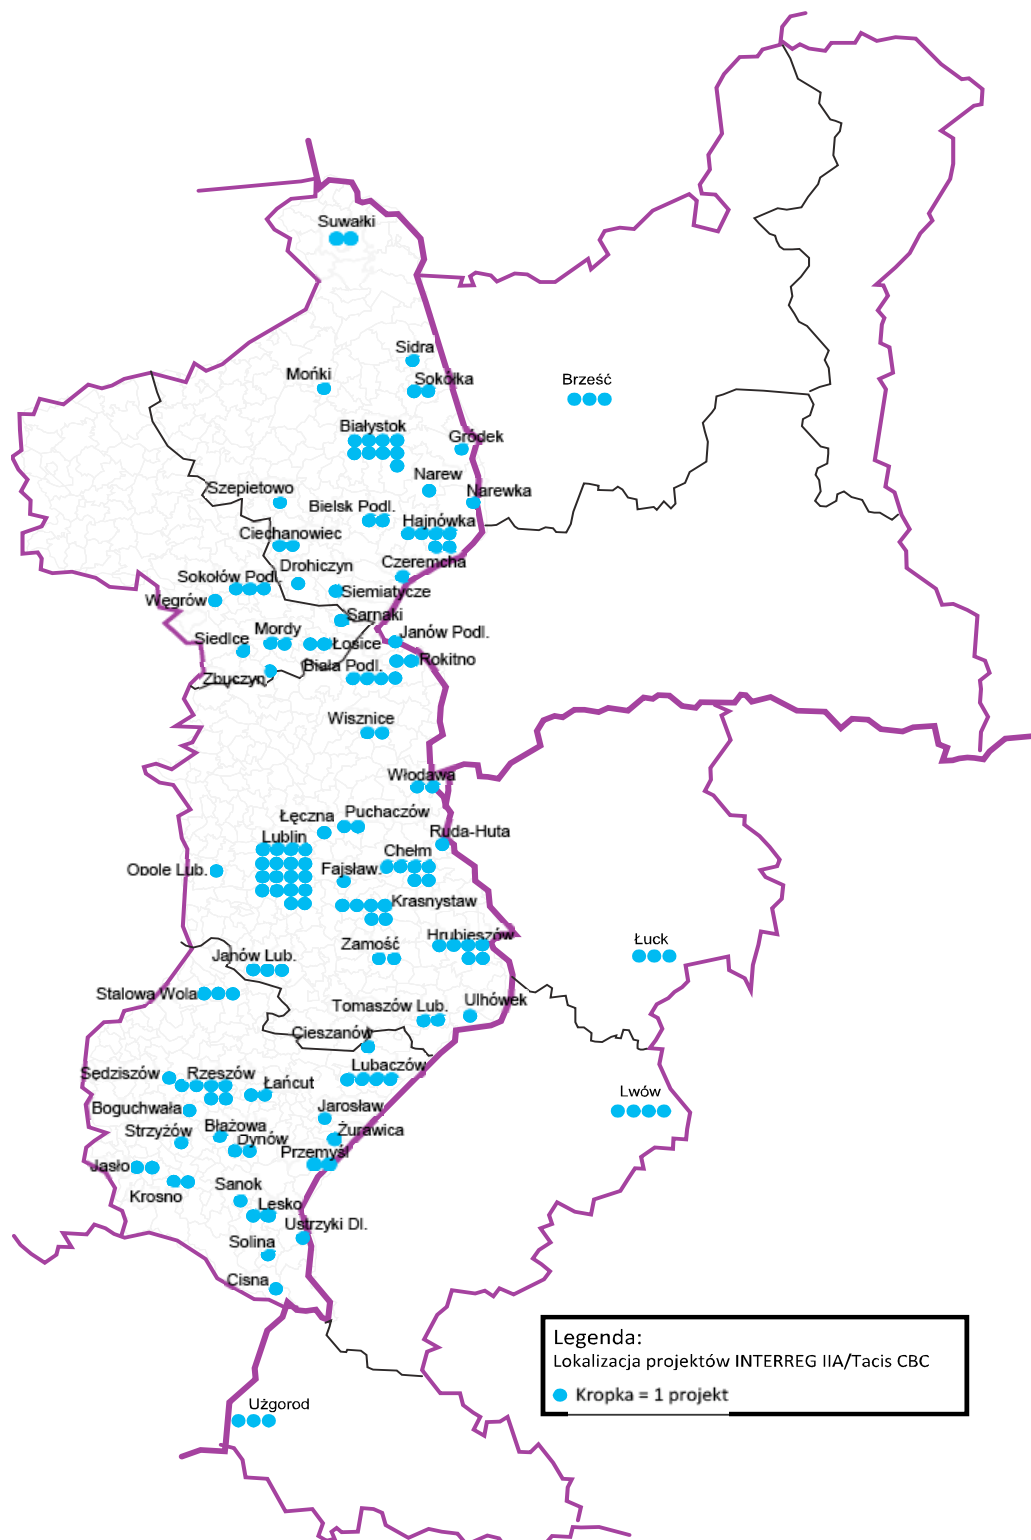 Suwałki
Sidra
Mońki
Sokółka
Brześć
Białystok
Gródek
Narew
Szepietowo
Narewka
Bielsk Podl.
Hajnówka
Ciechanowiec
Czeremcha
Drohiczyn
Sokołów Podl.
Siemiatycze
Węgrów
Sarnaki
Mordy
Janów Podl.
Siedlce
Łosice
Rokitno
Biała Podl.
Zbuczyn
Wisznice
Włodawa
Puchaczów
Łęczna
Ruda-Huta
Lublin
Chełm
Opole Lub.
Fajsław.
Krasnystaw
Hrubieszów
Łuck
Zamość
Janów Lub.
Stalowa Wola
Ulhówek
Tomaszów Lub.
Cieszanów
Lubaczów
Sędziszów
Rzeszów
Łańcut
Lwów
Boguchwała
Jarosław
Strzyżów
Błażowa
Żurawica
Dynów
Przemyśl
Jasło
Krosno
Sanok
Lesko
Ustrzyki Dl.
Solina
Cisna
Legenda:
Lokalizacja projektów INTERREG IIA/Tacis CBC
Kropka = 1 projekt
Użgorod